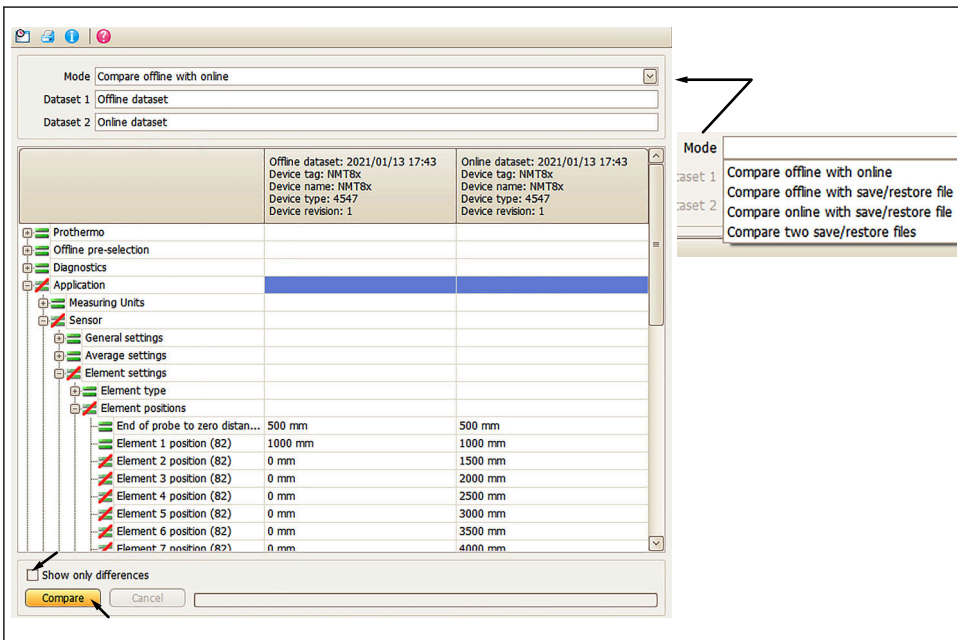 Mode Compare offline with online
Dataset 1 Offline dataset
Dataset 2 Online dataset
Offline dataset: 2021/01/13 17:43 Online dataset: 2021/01/13 17:43
Device tag: NMT8x Device tag: NMT8x
Device name: NMT8x Device name: NMT8x
Device type: 4547 Device type: 4547
Device revision: 1 Device revision: 1
Prothermo
Offline pre-selection
Diagnostics
Application
Measuring Units
Sensor
General settings
Average settings
Element settings
Element type
Element positions
End of probe to zero distan... 500 mm 500 mm
Element 1 position (82) 1000 mm 1000 mm
Element 2 position (82) 0 mm 1500 mm
Element 3 position (82) 0 mm 2000 mm
Element 4 position (82) 0 mm 2500 mm
Element 5 position (82) 0 mm 3000 mm
Element 6 position (82) 0 mm 3500 mm
Element 7 position (82) 0 mm 4000 mm
Show only differences
Compare Cancel
Mode
aset 1 Compare offline with online
Compare offline with save/restore file
aset 2 Compare online with save/restore file
Compare two save/restore files